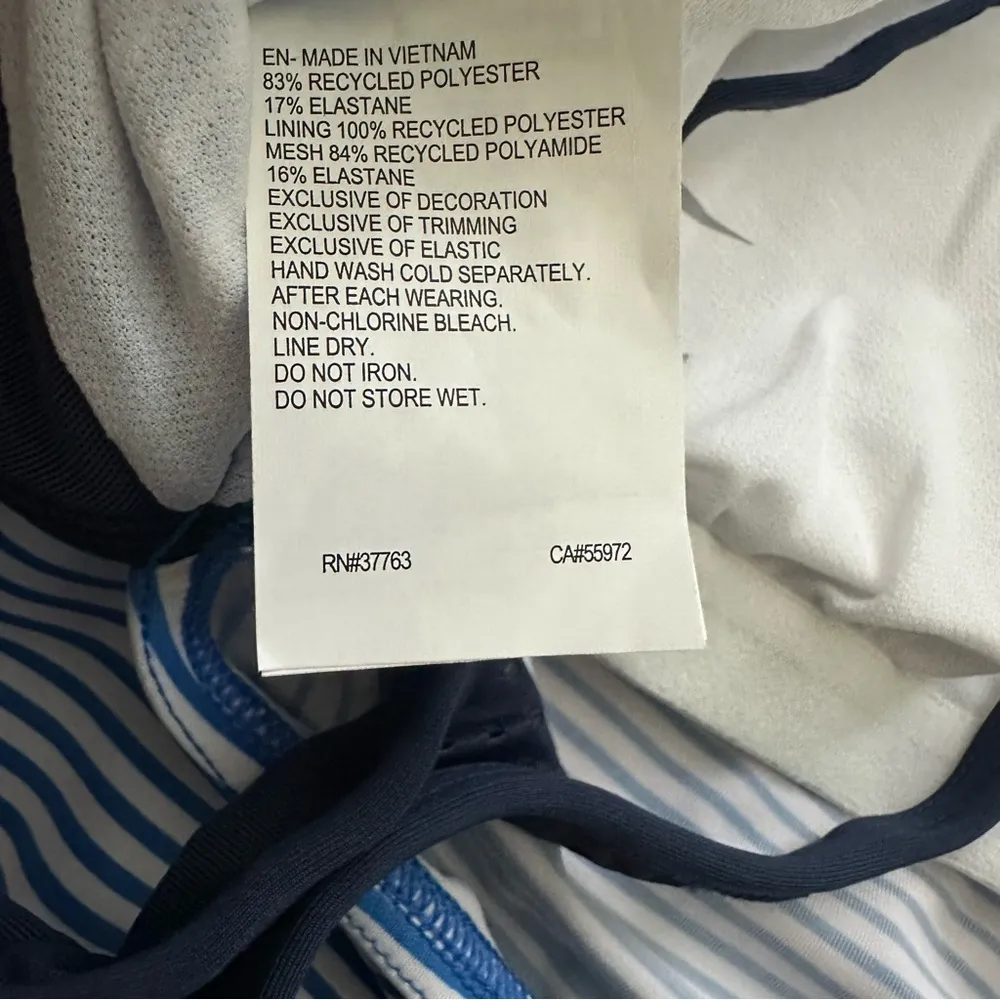 EN- MADE IN VIETNAM
83% RECYCLED POLYESTER
17% ELASTANE
LINING 100% RECYCLED POLYESTER
MESH 84% RECYCLED POLYAMIDE
16% ELASTANE
EXCLUSIVE OF DECORATION
EXCLUSIVE OF TRIMMING
EXCLUSIVE OF ELASTIC
HAND WASH COLD SEPARATELY.
AFTER EACH WEARING.
NON-CHLORINE BLEACH.
LINE DRY.
DO NOT IRON.
DO NOT STORE WET.
RN#37763 CA#55972